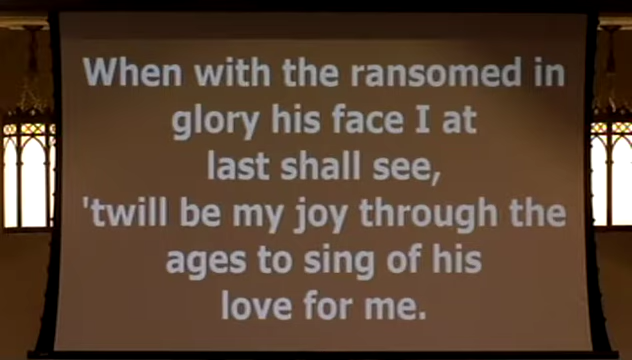 When with the ransomed in
glory his face I at
last shall see,
'twill be my joy through the
ages to sing of his
love for me.